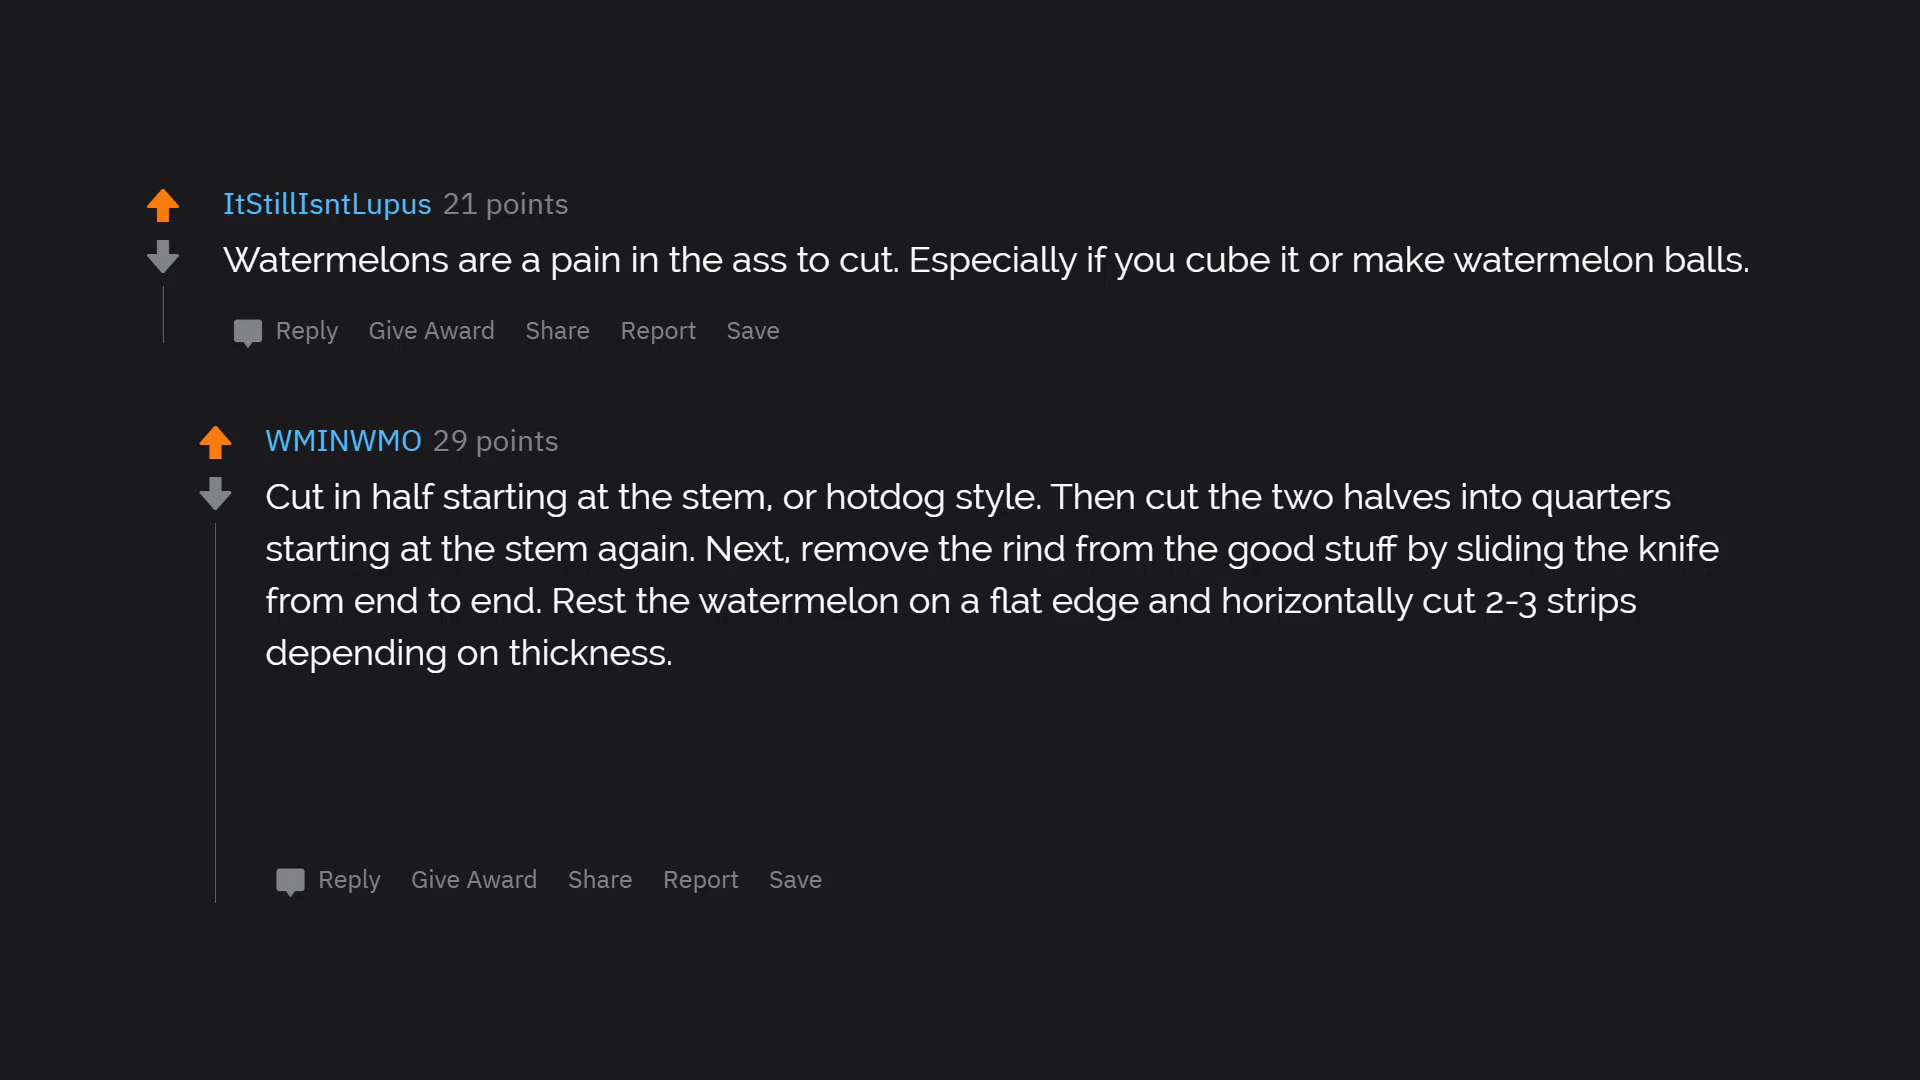 ItStillIsntLupus 21 points
Watermelons are a pain in the ass to cut. Especially if you cube it or make watermelon balls.
Reply Give Award Share Report Save
WMINWMO 29 points
Cut in half starting at the stem, or hotdog style. Then cut the two halves into quarters
starting at the stem again. Next, remove the rind from the good stuff by sliding the knife
from end to end. Rest the watermelon on a flat edge and horizontally cut 2-3 strips
depending on thickness.
Reply Give Award Share Report Save